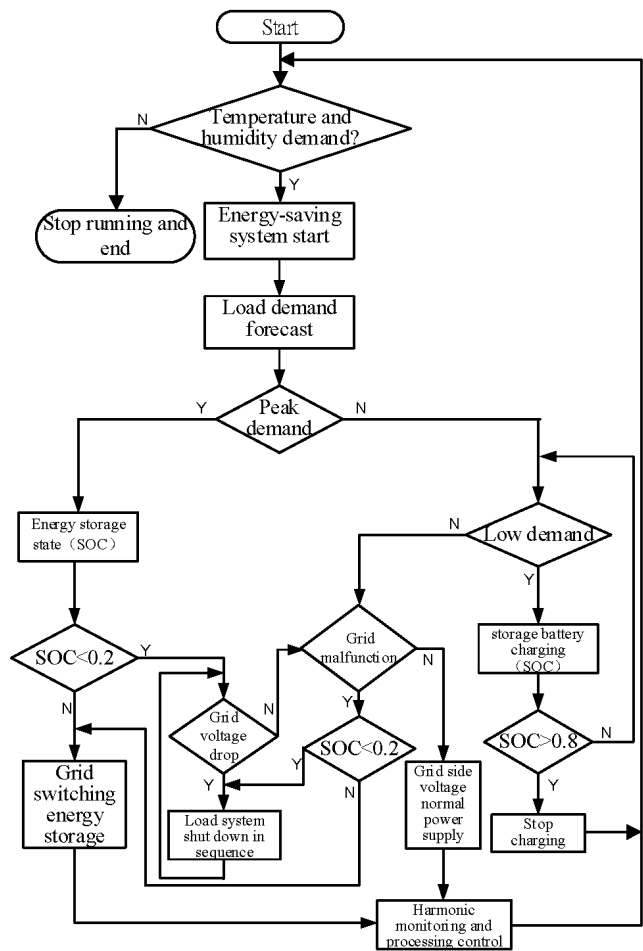 Start
N
Temperature and
humidity demand?
Y
Stop running and
end
Energy-saving
system start
Load demand
forecast
Y
Peak
demand
N
Energy storage
state（SOC）
N
Low demand
Y
SOC<0.2
Y
N
Grid
voltage
drop
N
Y
Grid
malfunction
N
Y
storage battery
charging
（SOC）
SOC<0.2
Y
N
SOC>0.8
N
Y
Grid
switching
energy
storage
Load system
shut down in
sequence
Grid side
voltage
normal
power
supply
Stop
charging
Harmonic
monitoring and
processing control